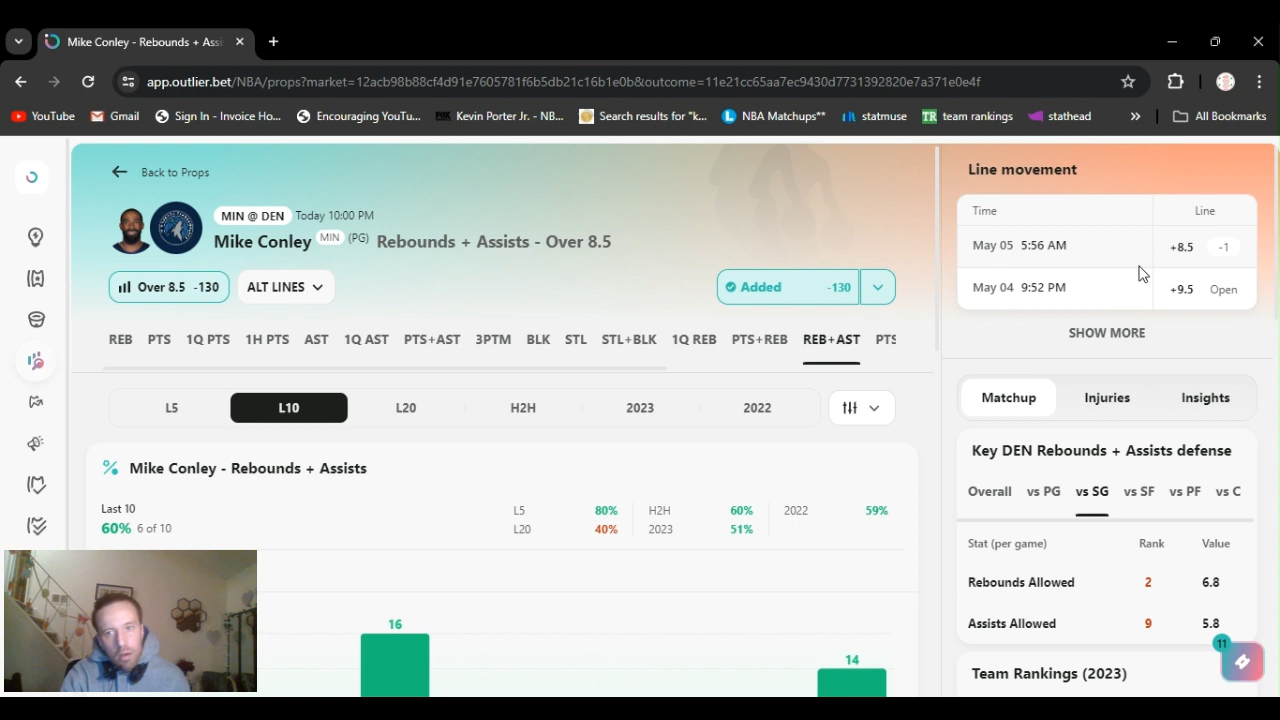 Mike Conley - Rebounds + Assi
app.outlier.bet/NBA/props?market=12acb98b88cf4d91e7605781f6b5db21c16b1e0b&outcome=11e21cc65aa7ec9430d7731392820e7a371e0e4f
YouTube Gmail Sign In - Invoice Ho... Encouraging YouTu... FOX Kevin Porter Jr. - NB... Search results for "k... NBA Matchups** statmuse TR team rankings stathead » All Bookmarks
Back to Props
MIN @ DEN Today 10:00 PM
Mike Conley MIN (PG) Rebounds + Assists - Over 8.5
Over 8.5 -130 ALT LINES Added -130
REB PTS 1Q PTS 1H PTS AST 1Q AST PTS+AST 3PTM BLK STL STL+BLK 1Q REB PTS+REB REB+AST PTS
L5 L10 L20 H2H 2023 2022
Mike Conley - Rebounds + Assists
Last 10
60% 6 of 10
L5 80% H2H 60% 2022 59%
L20 40% 2023 51%
16
14
Line movement
Time Line
May 05 5:56 AM +8.5 -1
May 04 9:52 PM +9.5 Open
SHOW MORE
Matchup Injuries Insights
Key DEN Rebounds + Assists defense
Overall vs PG vs SG vs SF vs PF vs C
Stat (per game) Rank Value
Rebounds Allowed 2 6.8
Assists Allowed 9 5.8
11
Team Rankings (2023)